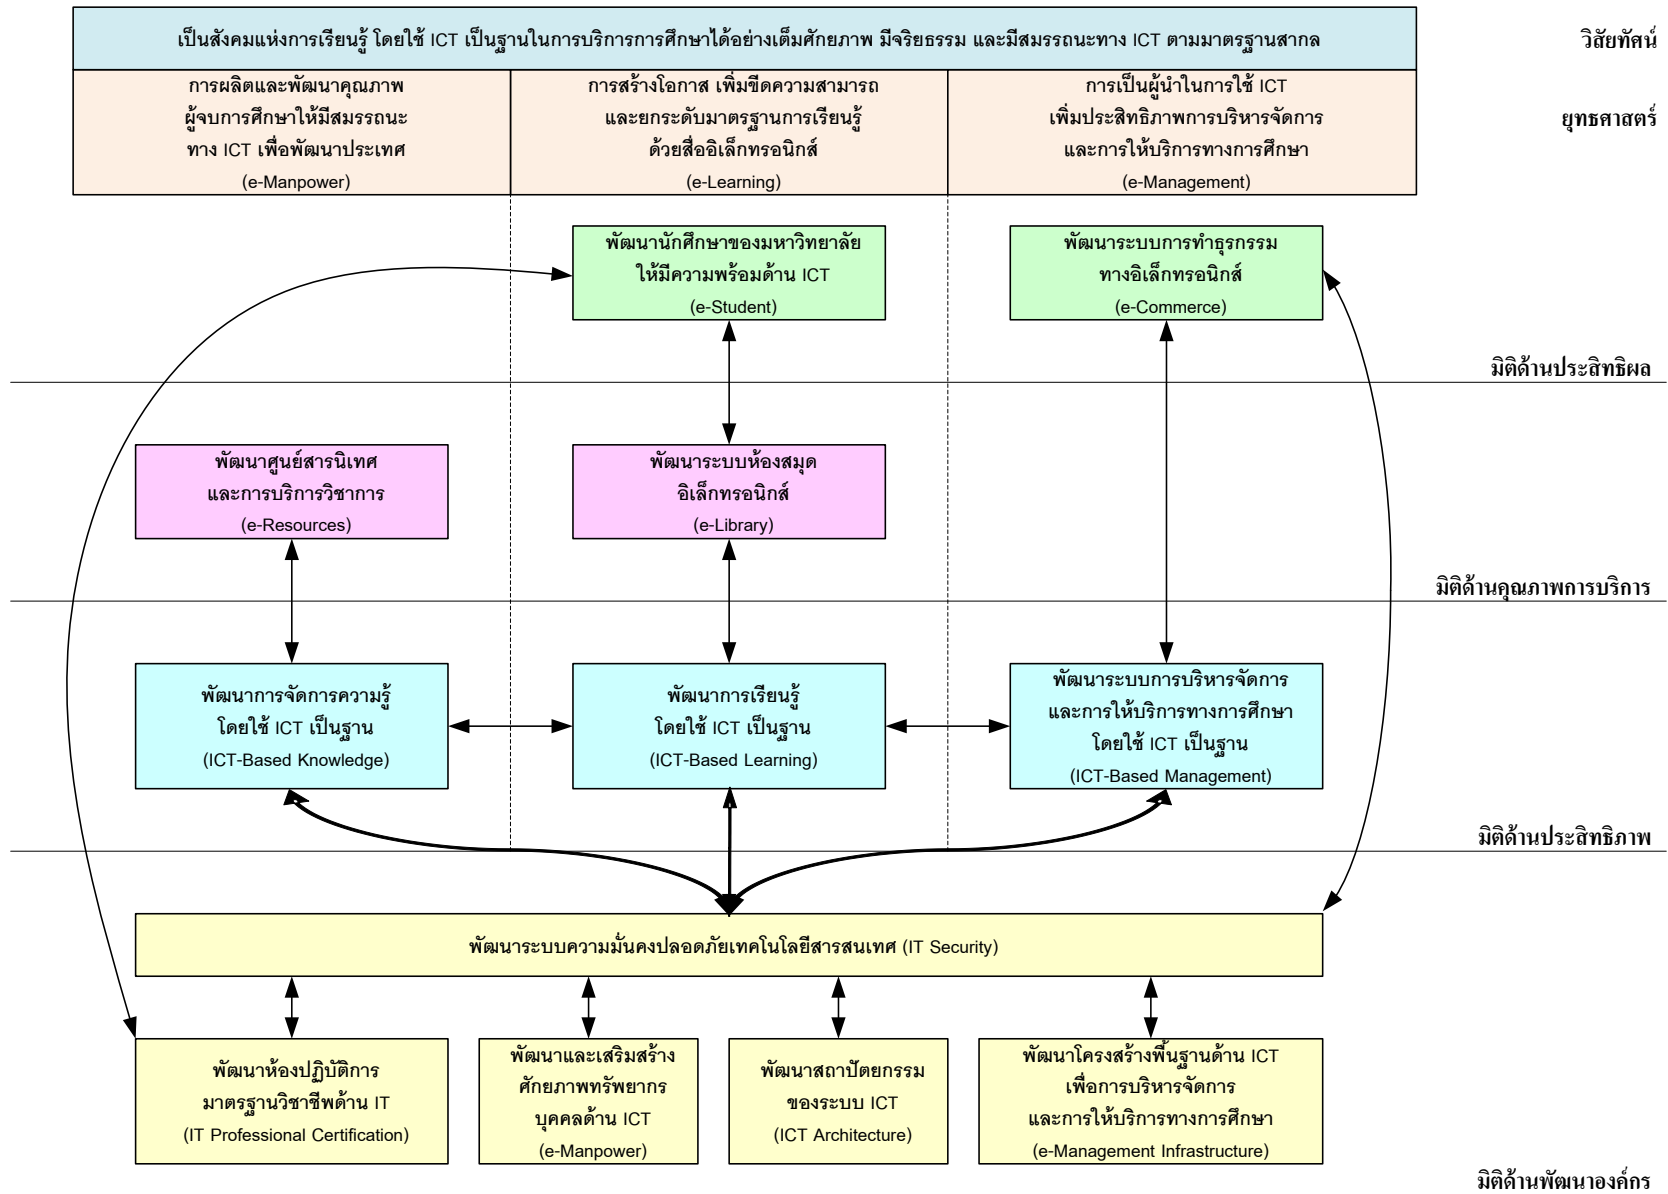 เป็นสังคมแห่งการเรียนรู้ โดยใช้ ICT เป็นฐานในการบริการการศึกษาได้อย่างเต็มศักยภาพ มีจริยธรรม และมีสมรรถนะทาง ICT ตามมาตรฐานสากล
วิสัยทัศน์
การผลิตและพัฒนาคุณภาพ
ผู้จบการศึกษาให้มีสมรรถนะ
ทาง ICT เพื่อพัฒนาประเทศ
(e-Manpower)
การสร้างโอกาส เพิ่มขีดความสามารถ
และยกระดับมาตรฐานการเรียนรู้
ด้วยสื่ออิเล็กทรอนิกส์
(e-Learning)
การเป็นผู้นำในการใช้ ICT
เพิ่มประสิทธิภาพการบริหารจัดการ
และการให้บริการทางการศึกษา
(e-Management)
ยุทธศาสตร์
พัฒนานักศึกษาของมหาวิทยาลัย
ให้มีความพร้อมด้าน ICT
(e-Student)
พัฒนาระบบการทำธุรกรรม
ทางอิเล็กทรอนิกส์
(e-Commerce)
มิติด้านประสิทธิผล
พัฒนาศูนย์สารนิเทศ
และการบริการวิชาการ
(e-Resources)
พัฒนาระบบห้องสมุด
อิเล็กทรอนิกส์
(e-Library)
มิติด้านคุณภาพการบริการ
พัฒนาการจัดการความรู้
โดยใช้ ICT เป็นฐาน
(ICT-Based Knowledge)
พัฒนาการเรียนรู้
โดยใช้ ICT เป็นฐาน
(ICT-Based Learning)
พัฒนาระบบการบริหารจัดการ
และการให้บริการทางการศึกษา
โดยใช้ ICT เป็นฐาน
(ICT-Based Management)
มิติด้านประสิทธิภาพ
พัฒนาระบบความมั่นคงปลอดภัยเทคโนโลยีสารสนเทศ (IT Security)
พัฒนาห้องปฏิบัติการ
มาตรฐานวิชาชีพด้าน IT
(IT Professional Certification)
พัฒนาและเสริมสร้าง
ศักยภาพทรัพยากร
บุคคลด้าน ICT
(e-Manpower)
พัฒนาสถาปัตยกรรม
ของระบบ ICT
(ICT Architecture)
พัฒนาโครงสร้างพื้นฐานด้าน ICT
เพื่อการบริหารจัดการ
และการให้บริการทางการศึกษา
(e-Management Infrastructure)
มิติด้านพัฒนาองค์กร